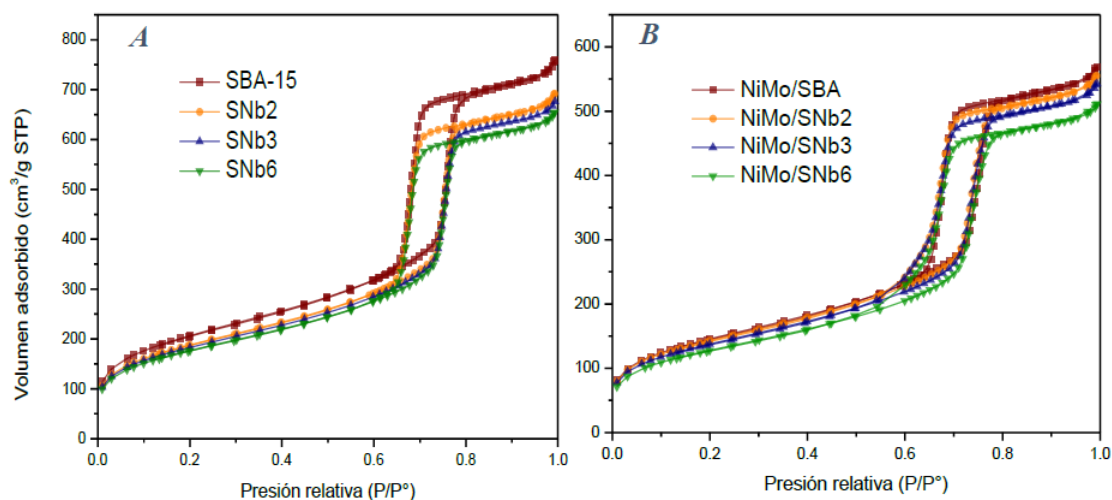 A
800
700
600
500
400
300
200
100
0
0.0 0.2 0.4 0.6 0.8 1.0
Volumen adsorbido (cm³/g STP)
Presión relativa (P/P°)
SBA-15
SNb2
SNb3
SNb6
B
600
500
400
300
200
100
0
0.0 0.2 0.4 0.6 0.8 1.0
Presión relativa (P/P°)
NiMo/SBA
NiMo/SNb2
NiMo/SNb3
NiMo/SNb6